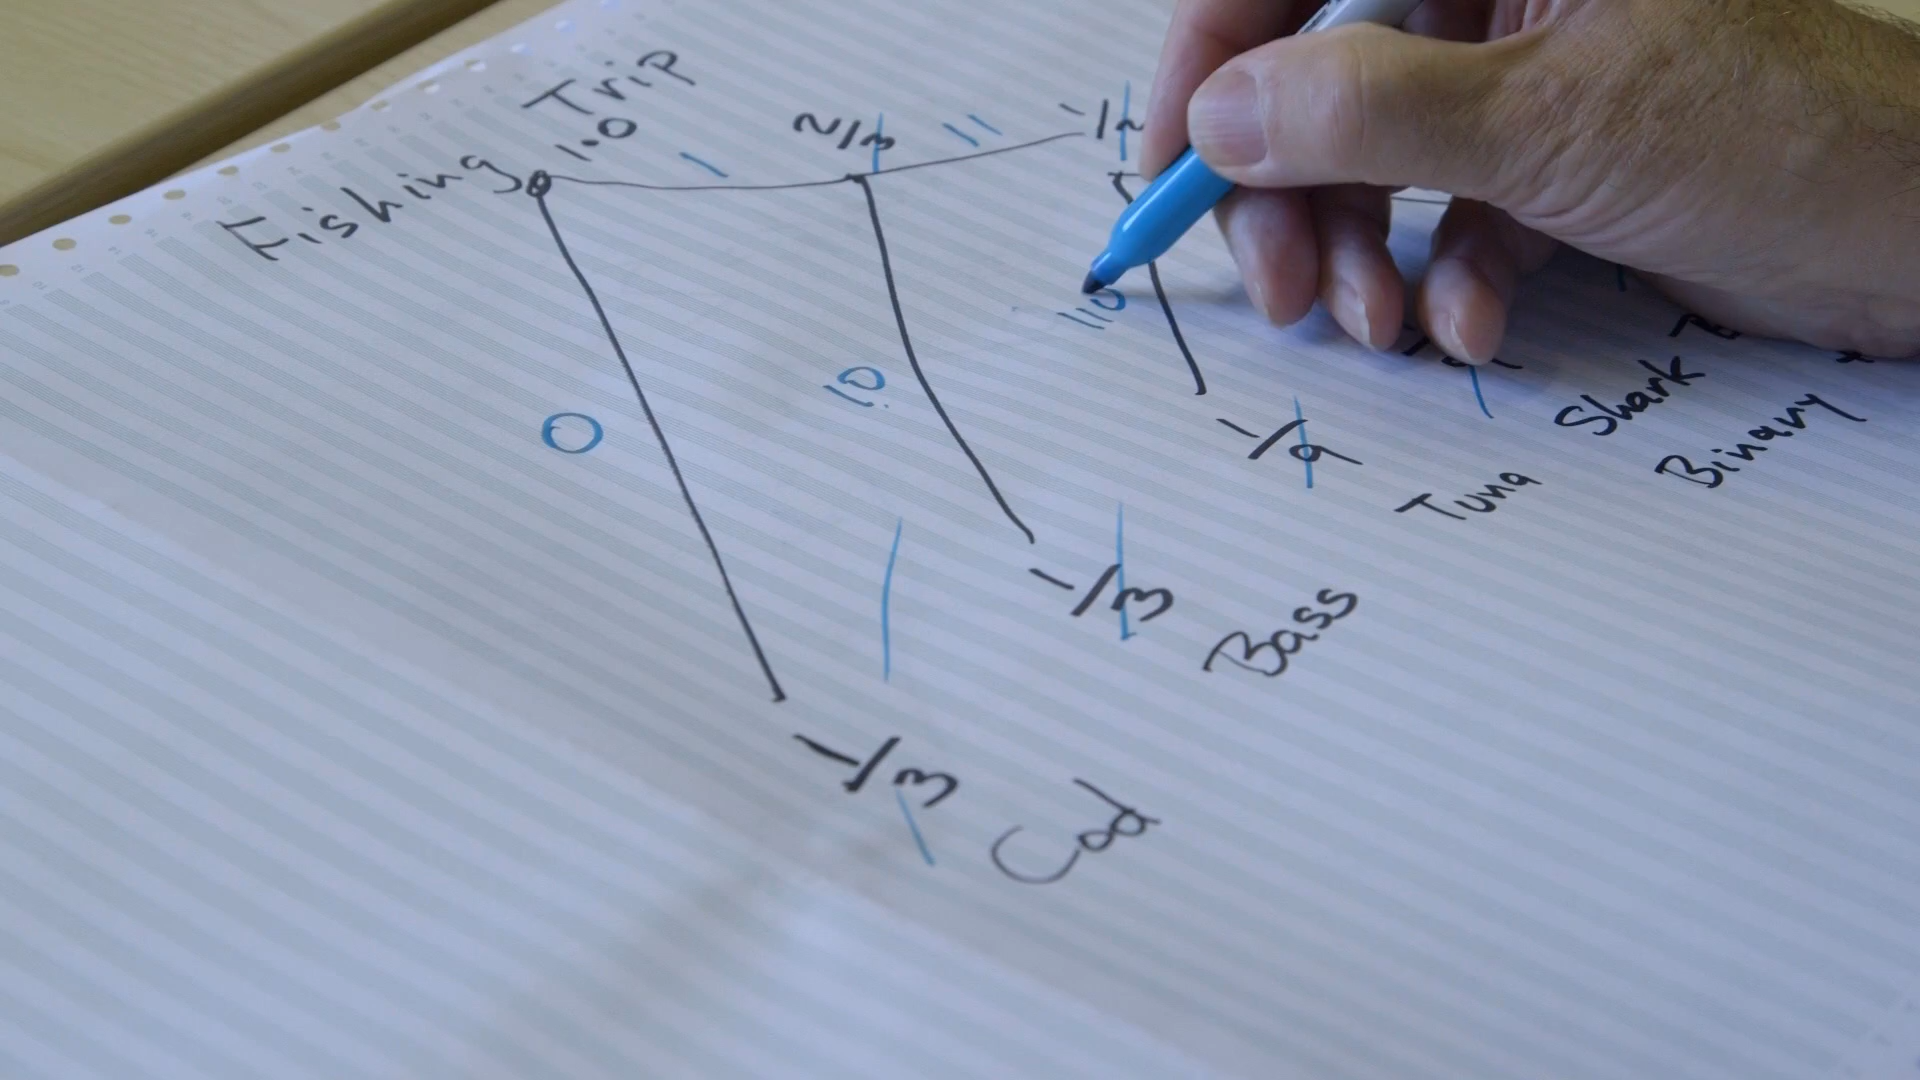 Fishing Trip
1.0
1
2/3
11
1/
0
10
110
1/3 Cod
1/3 Bass
1/9 Tuna
Shark
Binary